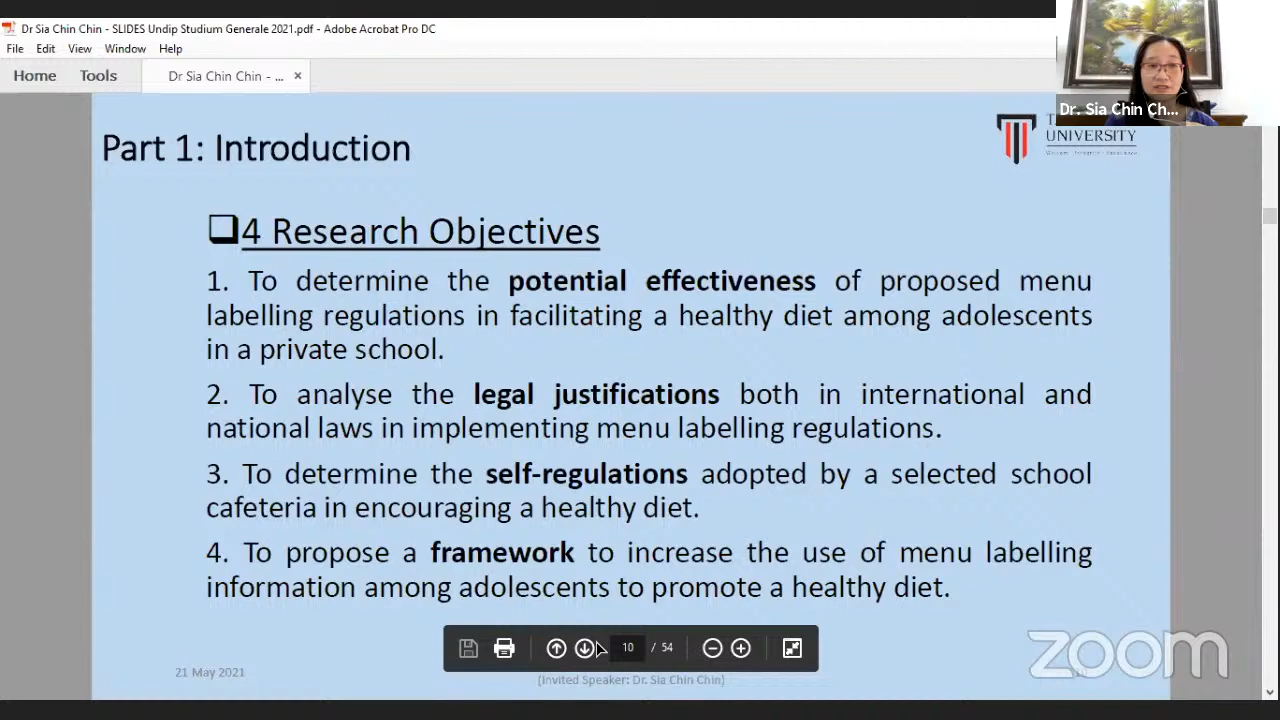 Dr Sia Chin Chin - SLIDES Undip Studium Generale 2021.pdf - Adobe Acrobat Pro DC
File Edit View Window Help
Home Tools Dr Sia Chin Chin - ... ×
Dr. Sia Chin Ch...
UNIVERSITY
Part 1: Introduction
4 Research Objectives
1. To determine the potential effectiveness of proposed menu
labelling regulations in facilitating a healthy diet among adolescents
in a private school.
2. To analyse the legal justifications both in international and
national laws in implementing menu labelling regulations.
3. To determine the self-regulations adopted by a selected school
cafeteria in encouraging a healthy diet.
4. To propose a framework to increase the use of menu labelling
information among adolescents to promote a healthy diet.
10 / 54
21 May 2021
(Invited Speaker: Dr. Sia Chin Chin)
zoom